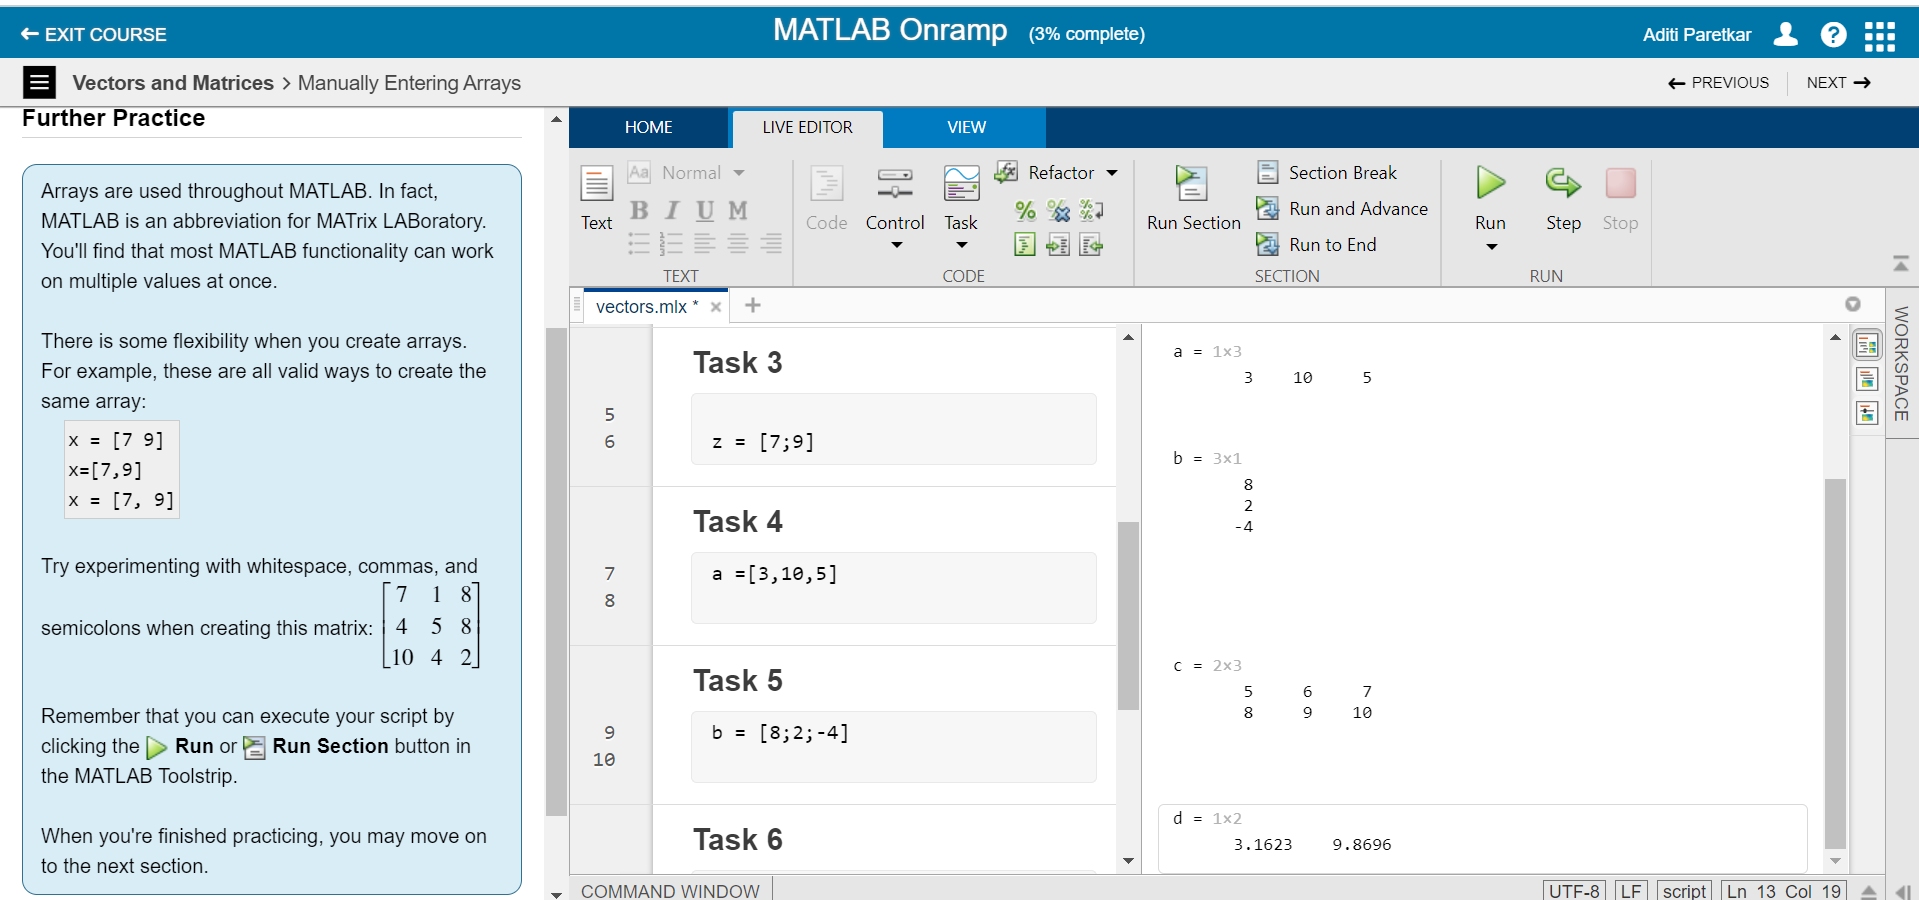 ← EXIT COURSE
MATLAB Onramp (3% complete)
Aditi Paretkar
?
Vectors and Matrices > Manually Entering Arrays
← PREVIOUS
NEXT →
Further Practice
Arrays are used throughout MATLAB. In fact,
MATLAB is an abbreviation for MATrix LABoratory.
You'll find that most MATLAB functionality can work
on multiple values at once.
There is some flexibility when you create arrays.
For example, these are all valid ways to create the
same array:
x = [7 9]
x=[7,9]
x = [7, 9]
Try experimenting with whitespace, commas, and
semicolons when creating this matrix:
7 1 8
4 5 8
10 4 2
Remember that you can execute your script by
clicking the Run or Run Section button in
the MATLAB Toolstrip.
When you're finished practicing, you may move on
to the next section.
HOME
LIVE EDITOR
VIEW
Text
Aa Normal
B I U M
TEXT
Code
Control
Task
Refactor
CODE
Run Section
Section Break
Run and Advance
Run to End
SECTION
Run
Step
Stop
RUN
vectors.mlx * × +
Task 3
5
6 z = [7;9]
Task 4
7 a =[3,10,5]
8
Task 5
9 b = [8;2;-4]
10
Task 6
a = 1×3
3 10 5
b = 3×1
8
2
-4
c = 2×3
5 6 7
8 9 10
d = 1×2
3.1623 9.8696
WORKSPACE
COMMAND WINDOW
UTF-8 LF script Ln 13 Col 19